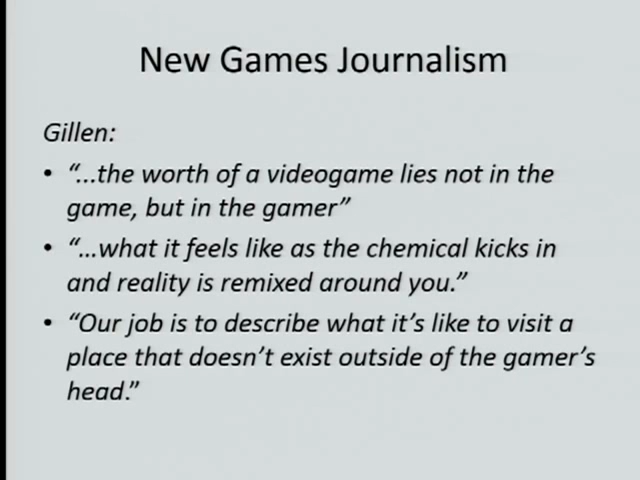 New Games Journalism
Gillen:
• “...the worth of a videogame lies not in the
game, but in the gamer”
• “…what it feels like as the chemical kicks in
and reality is remixed around you.”
• “Our job is to describe what it’s like to visit a
place that doesn’t exist outside of the gamer’s
head.”